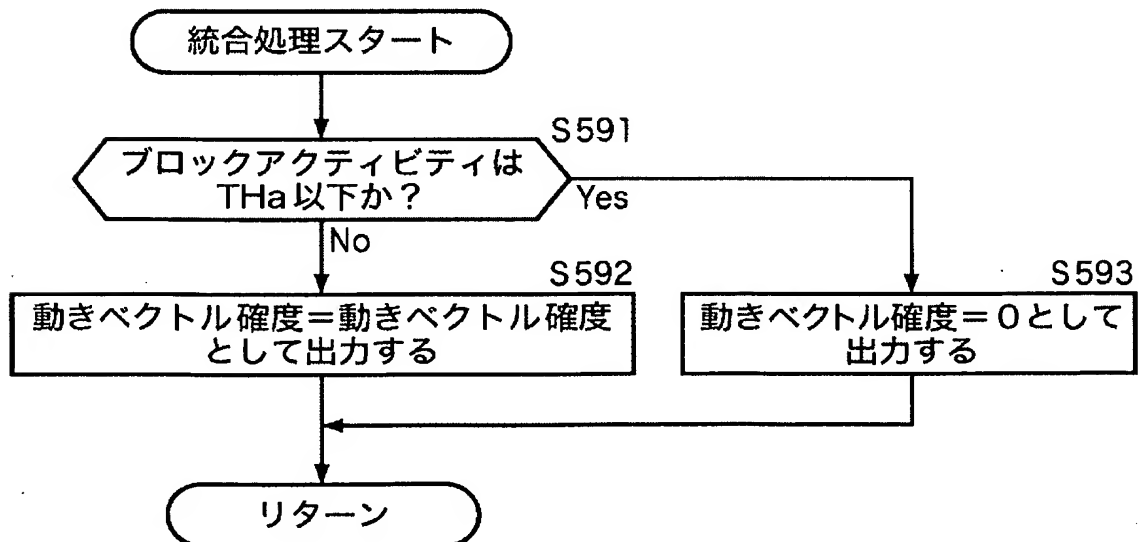 統合処理スタート
S591
ブロックアクティビティは
THa以下か?
Yes
No
S592
動きベクトル確度=動きベクトル確度
として出力する
S593
動きベクトル確度=0として
出力する
リターン